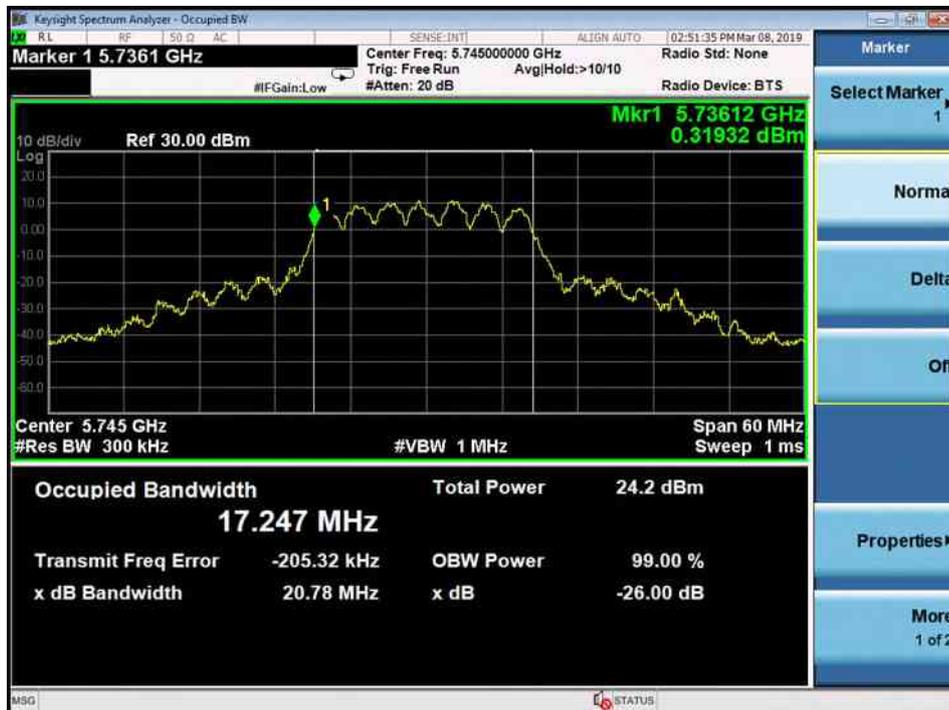 Keysight Spectrum Analyzer - Occupied BW
LXI RL RF 50 Ω AC SENSE:INT ALIGN AUTO 02:51:35 PM Mar 08, 2019
Marker 1 5.7361 GHz
Center Freq: 5.745000000 GHz
Radio Std: None
Trig: Free Run Avg|Hold:>10/10
#IFGain:Low #Atten: 20 dB Radio Device: BTS
Mkr1 5.73612 GHz
0.31932 dBm
10 dB/div Ref 30.00 dBm
Log
20.0
10.0
0.00
-10.0
-20.0
-30.0
-40.0
-50.0
-60.0
1
Center 5.745 GHz Span 60 MHz
#Res BW 300 kHz #VBW 1 MHz Sweep 1 ms
Occupied Bandwidth Total Power 24.2 dBm
17.247 MHz
Transmit Freq Error -205.32 kHz OBW Power 99.00 %
x dB Bandwidth 20.78 MHz x dB -26.00 dB
MSG STATUS
Marker
Select Marker
1
Norma
Delta
Of
Properties
More
1 of 2